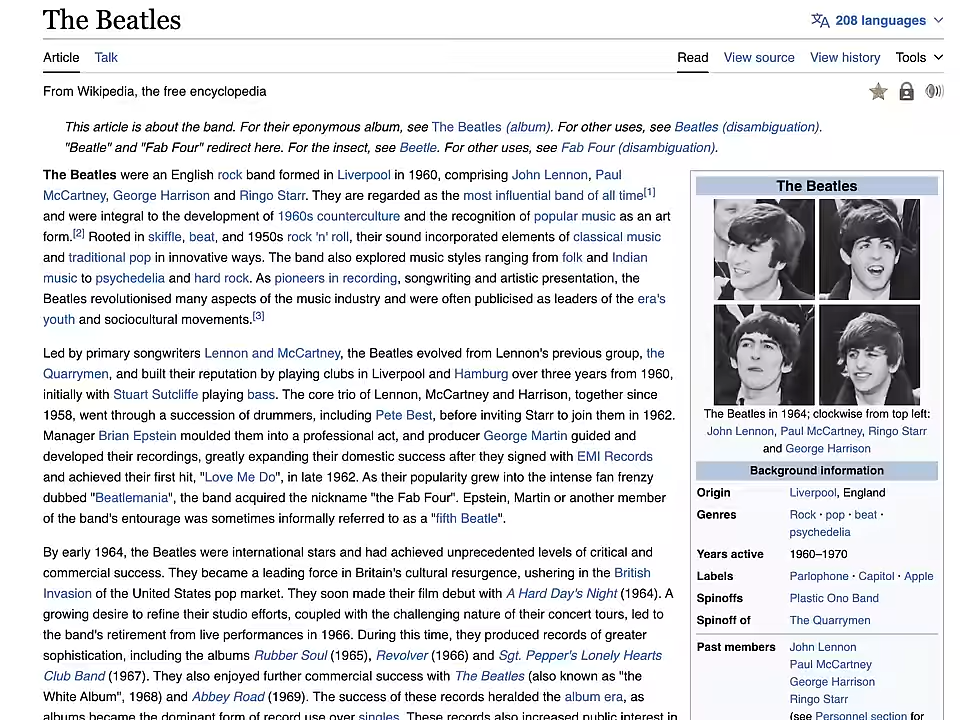 The Beatles
208 languages
Article Talk Read View source View history Tools
From Wikipedia, the free encyclopedia
This article is about the band. For their eponymous album, see The Beatles (album). For other uses, see Beatles (disambiguation).
"Beatle" and "Fab Four" redirect here. For the insect, see Beetle. For other uses, see Fab Four (disambiguation).
The Beatles were an English rock band formed in Liverpool in 1960, comprising John Lennon, Paul
McCartney, George Harrison and Ringo Starr. They are regarded as the most influential band of all time[1]
and were integral to the development of 1960s counterculture and the recognition of popular music as an art
form.[2] Rooted in skiffle, beat, and 1950s rock 'n' roll, their sound incorporated elements of classical music
and traditional pop in innovative ways. The band also explored music styles ranging from folk and Indian
music to psychedelia and hard rock. As pioneers in recording, songwriting and artistic presentation, the
Beatles revolutionised many aspects of the music industry and were often publicised as leaders of the era's
youth and sociocultural movements.[3]
Led by primary songwriters Lennon and McCartney, the Beatles evolved from Lennon's previous group, the
Quarrymen, and built their reputation by playing clubs in Liverpool and Hamburg over three years from 1960,
initially with Stuart Sutcliffe playing bass. The core trio of Lennon, McCartney and Harrison, together since
1958, went through a succession of drummers, including Pete Best, before inviting Starr to join them in 1962.
Manager Brian Epstein moulded them into a professional act, and producer George Martin guided and
developed their recordings, greatly expanding their domestic success after they signed with EMI Records
and achieved their first hit, "Love Me Do", in late 1962. As their popularity grew into the intense fan frenzy
dubbed "Beatlemania", the band acquired the nickname "the Fab Four". Epstein, Martin or another member
of the band's entourage was sometimes informally referred to as a "fifth Beatle".
By early 1964, the Beatles were international stars and had achieved unprecedented levels of critical and
commercial success. They became a leading force in Britain's cultural resurgence, ushering in the British
Invasion of the United States pop market. They soon made their film debut with A Hard Day's Night (1964). A
growing desire to refine their studio efforts, coupled with the challenging nature of their concert tours, led to
the band's retirement from live performances in 1966. During this time, they produced records of greater
sophistication, including the albums Rubber Soul (1965), Revolver (1966) and Sgt. Pepper's Lonely Hearts
Club Band (1967). They also enjoyed further commercial success with The Beatles (also known as "the
White Album", 1968) and Abbey Road (1969). The success of these records heralded the album era, as
albums became the dominant form of record use over singles. These records also increased public interest in
The Beatles
The Beatles in 1964; clockwise from top left:
John Lennon, Paul McCartney, Ringo Starr
and George Harrison
Background information
Origin Liverpool, England
Genres Rock · pop · beat ·
psychedelia
Years active 1960–1970
Labels Parlophone · Capitol · Apple
Spinoffs Plastic Ono Band
Spinoff of The Quarrymen
Past members John Lennon
Paul McCartney
George Harrison
Ringo Starr
(see Personnel section for